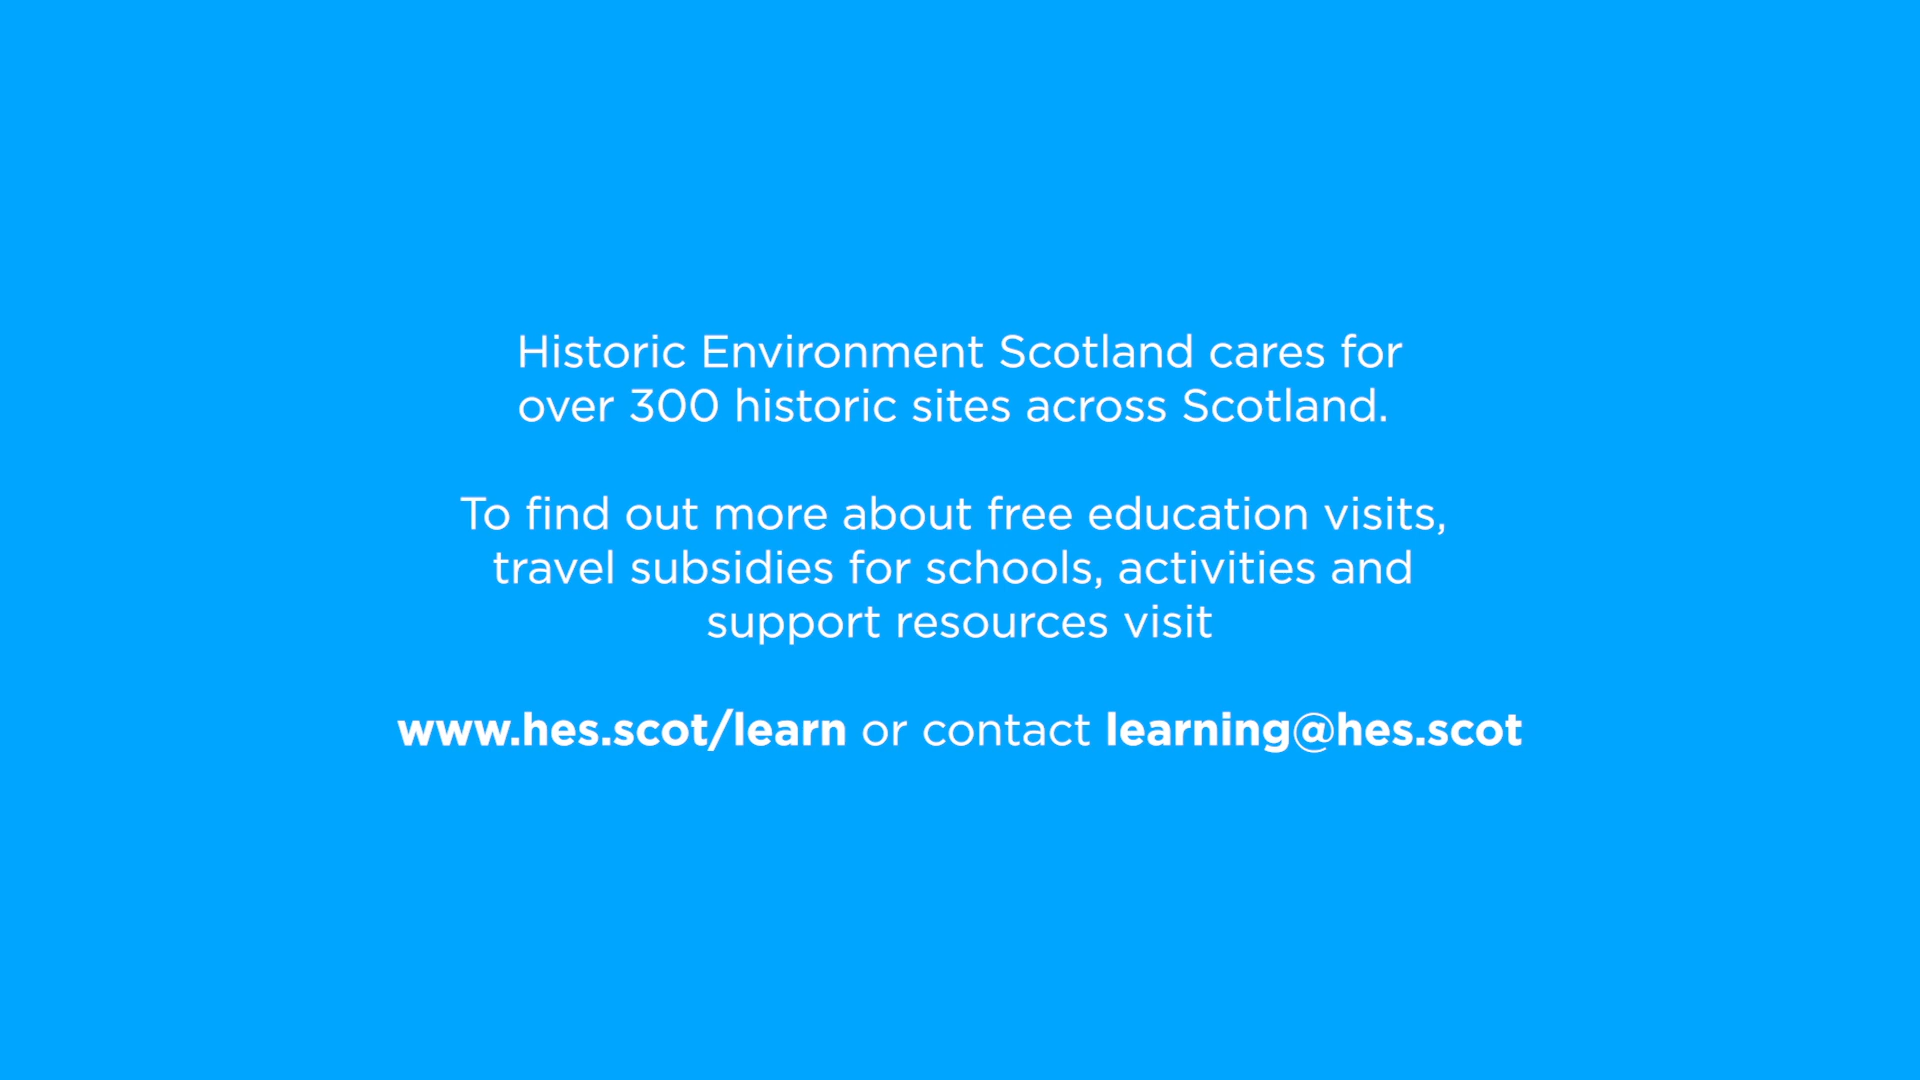 Historic Environment Scotland cares for
over 300 historic sites across Scotland.
To find out more about free education visits,
travel subsidies for schools, activities and
support resources visit
www.hes.scot/learn or contact learning@hes.scot